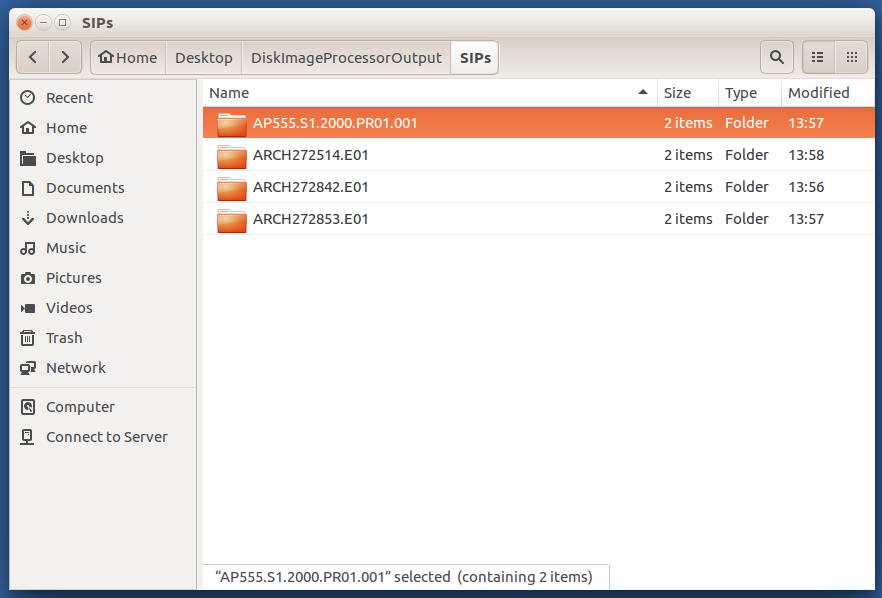 SIPs
Home Desktop DiskImageProcessorOutput SIPs
Recent
Home
Desktop
Documents
Downloads
Music
Pictures
Videos
Trash
Network
Computer
Connect to Server
Name Size Type Modified
AP555.S1.2000.PR01.001 2 items Folder 13:57
ARCH272514.E01 2 items Folder 13:58
ARCH272842.E01 2 items Folder 13:56
ARCH272853.E01 2 items Folder 13:57
“AP555.S1.2000.PR01.001” selected (containing 2 items)